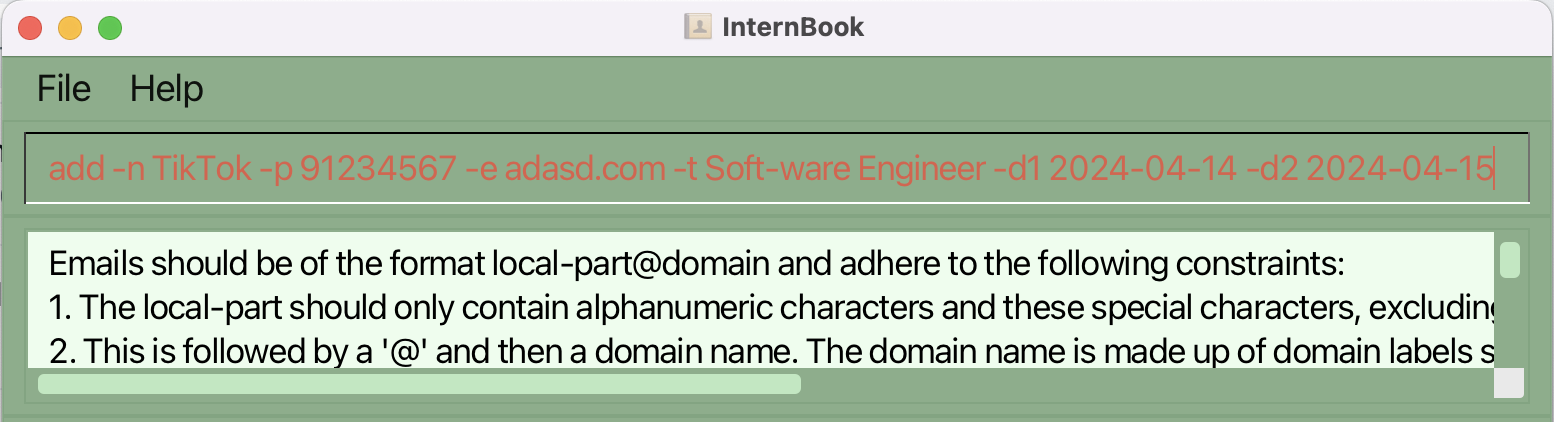 InternBook
File Help
add -n TikTok -p 91234567 -e adasd.com -t Soft-ware Engineer -d1 2024-04-14 -d2 2024-04-15
Emails should be of the format local-part@domain and adhere to the following constraints:
1. The local-part should only contain alphanumeric characters and these special characters, excluding
2. This is followed by a '@' and then a domain name. The domain name is made up of domain labels s